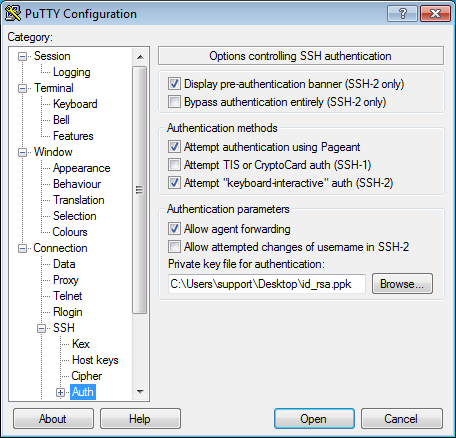 PuTTY Configuration
?
Category:
Session
Logging
Terminal
Keyboard
Bell
Features
Window
Appearance
Behaviour
Translation
Selection
Colours
Connection
Data
Proxy
Telnet
Rlogin
SSH
Kex
Host keys
Cipher
Auth
Options controlling SSH authentication
Display pre-authentication banner (SSH-2 only)
Bypass authentication entirely (SSH-2 only)
Authentication methods
Attempt authentication using Pageant
Attempt TIS or CryptoCard auth (SSH-1)
Attempt "keyboard-interactive" auth (SSH-2)
Authentication parameters
Allow agent forwarding
Allow attempted changes of username in SSH-2
Private key file for authentication:
C:\Users\support\Desktop\id_rsa.ppk
Browse...
About
Help
Open
Cancel